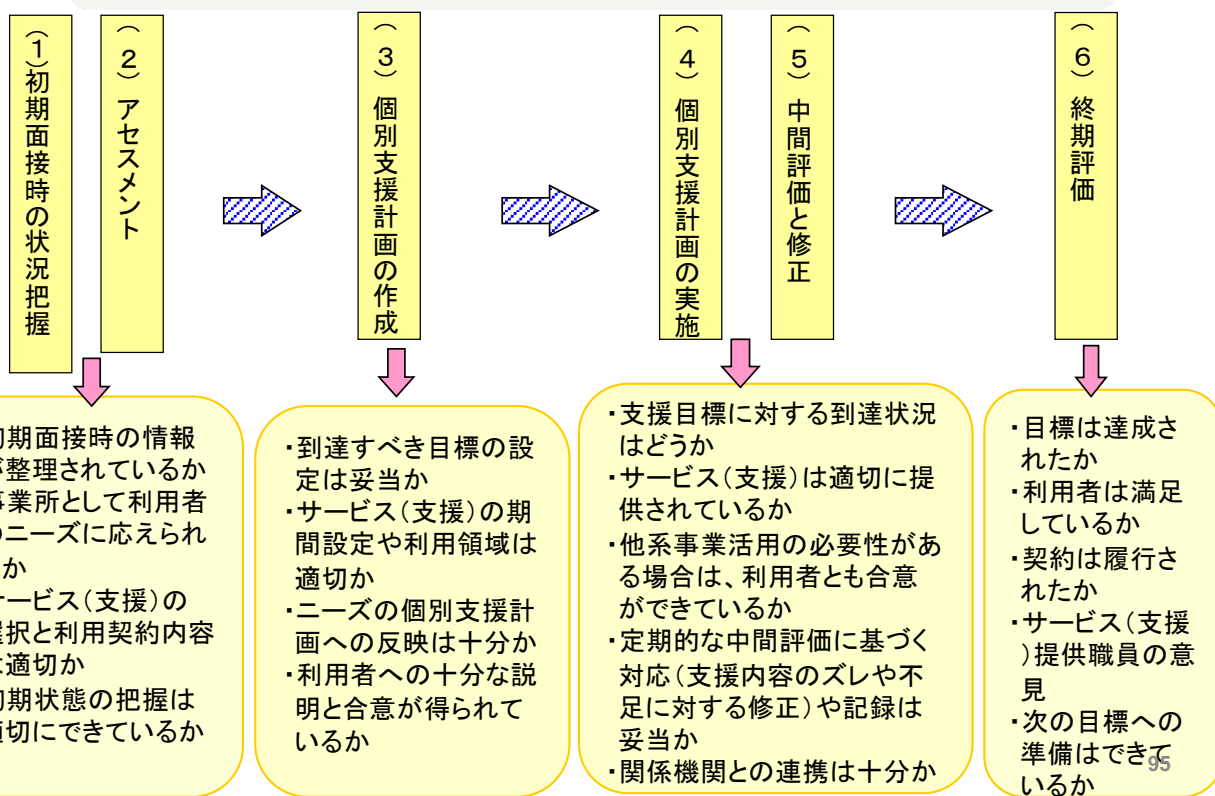 (1)初期面接時の状況把握
(2)アセスメント
(3)個別支援計画の作成
(4)個別支援計画の実施
(5)中間評価と修正
(6)終期評価
期面接時の情報
が整理されているか
事業所として利用者
のニーズに応えられ
か
サービス(支援)の
選択と利用契約内容
は適切か
期状態の把握は
適切にできているか
・到達すべき目標の設
定は妥当か
・サービス(支援)の期
間設定や利用領域は
適切か
・ニーズの個別支援計
画への反映は十分か
・利用者への十分な説
明と合意が得られて
いるか
・支援目標に対する到達状況
はどうか
・サービス(支援)は適切に提
供されているか
・他系事業活用の必要性があ
る場合は、利用者とも合意
ができているか
・定期的な中間評価に基づく
対応(支援内容のズレや不
足に対する修正)や記録は
妥当か
・関係機関との連携は十分か
・目標は達成さ
れたか
・利用者は満足
しているか
・契約は履行さ
れたか
・サービス(支援
)提供職員の意
見
・次の目標への
準備はできて
いるか
95